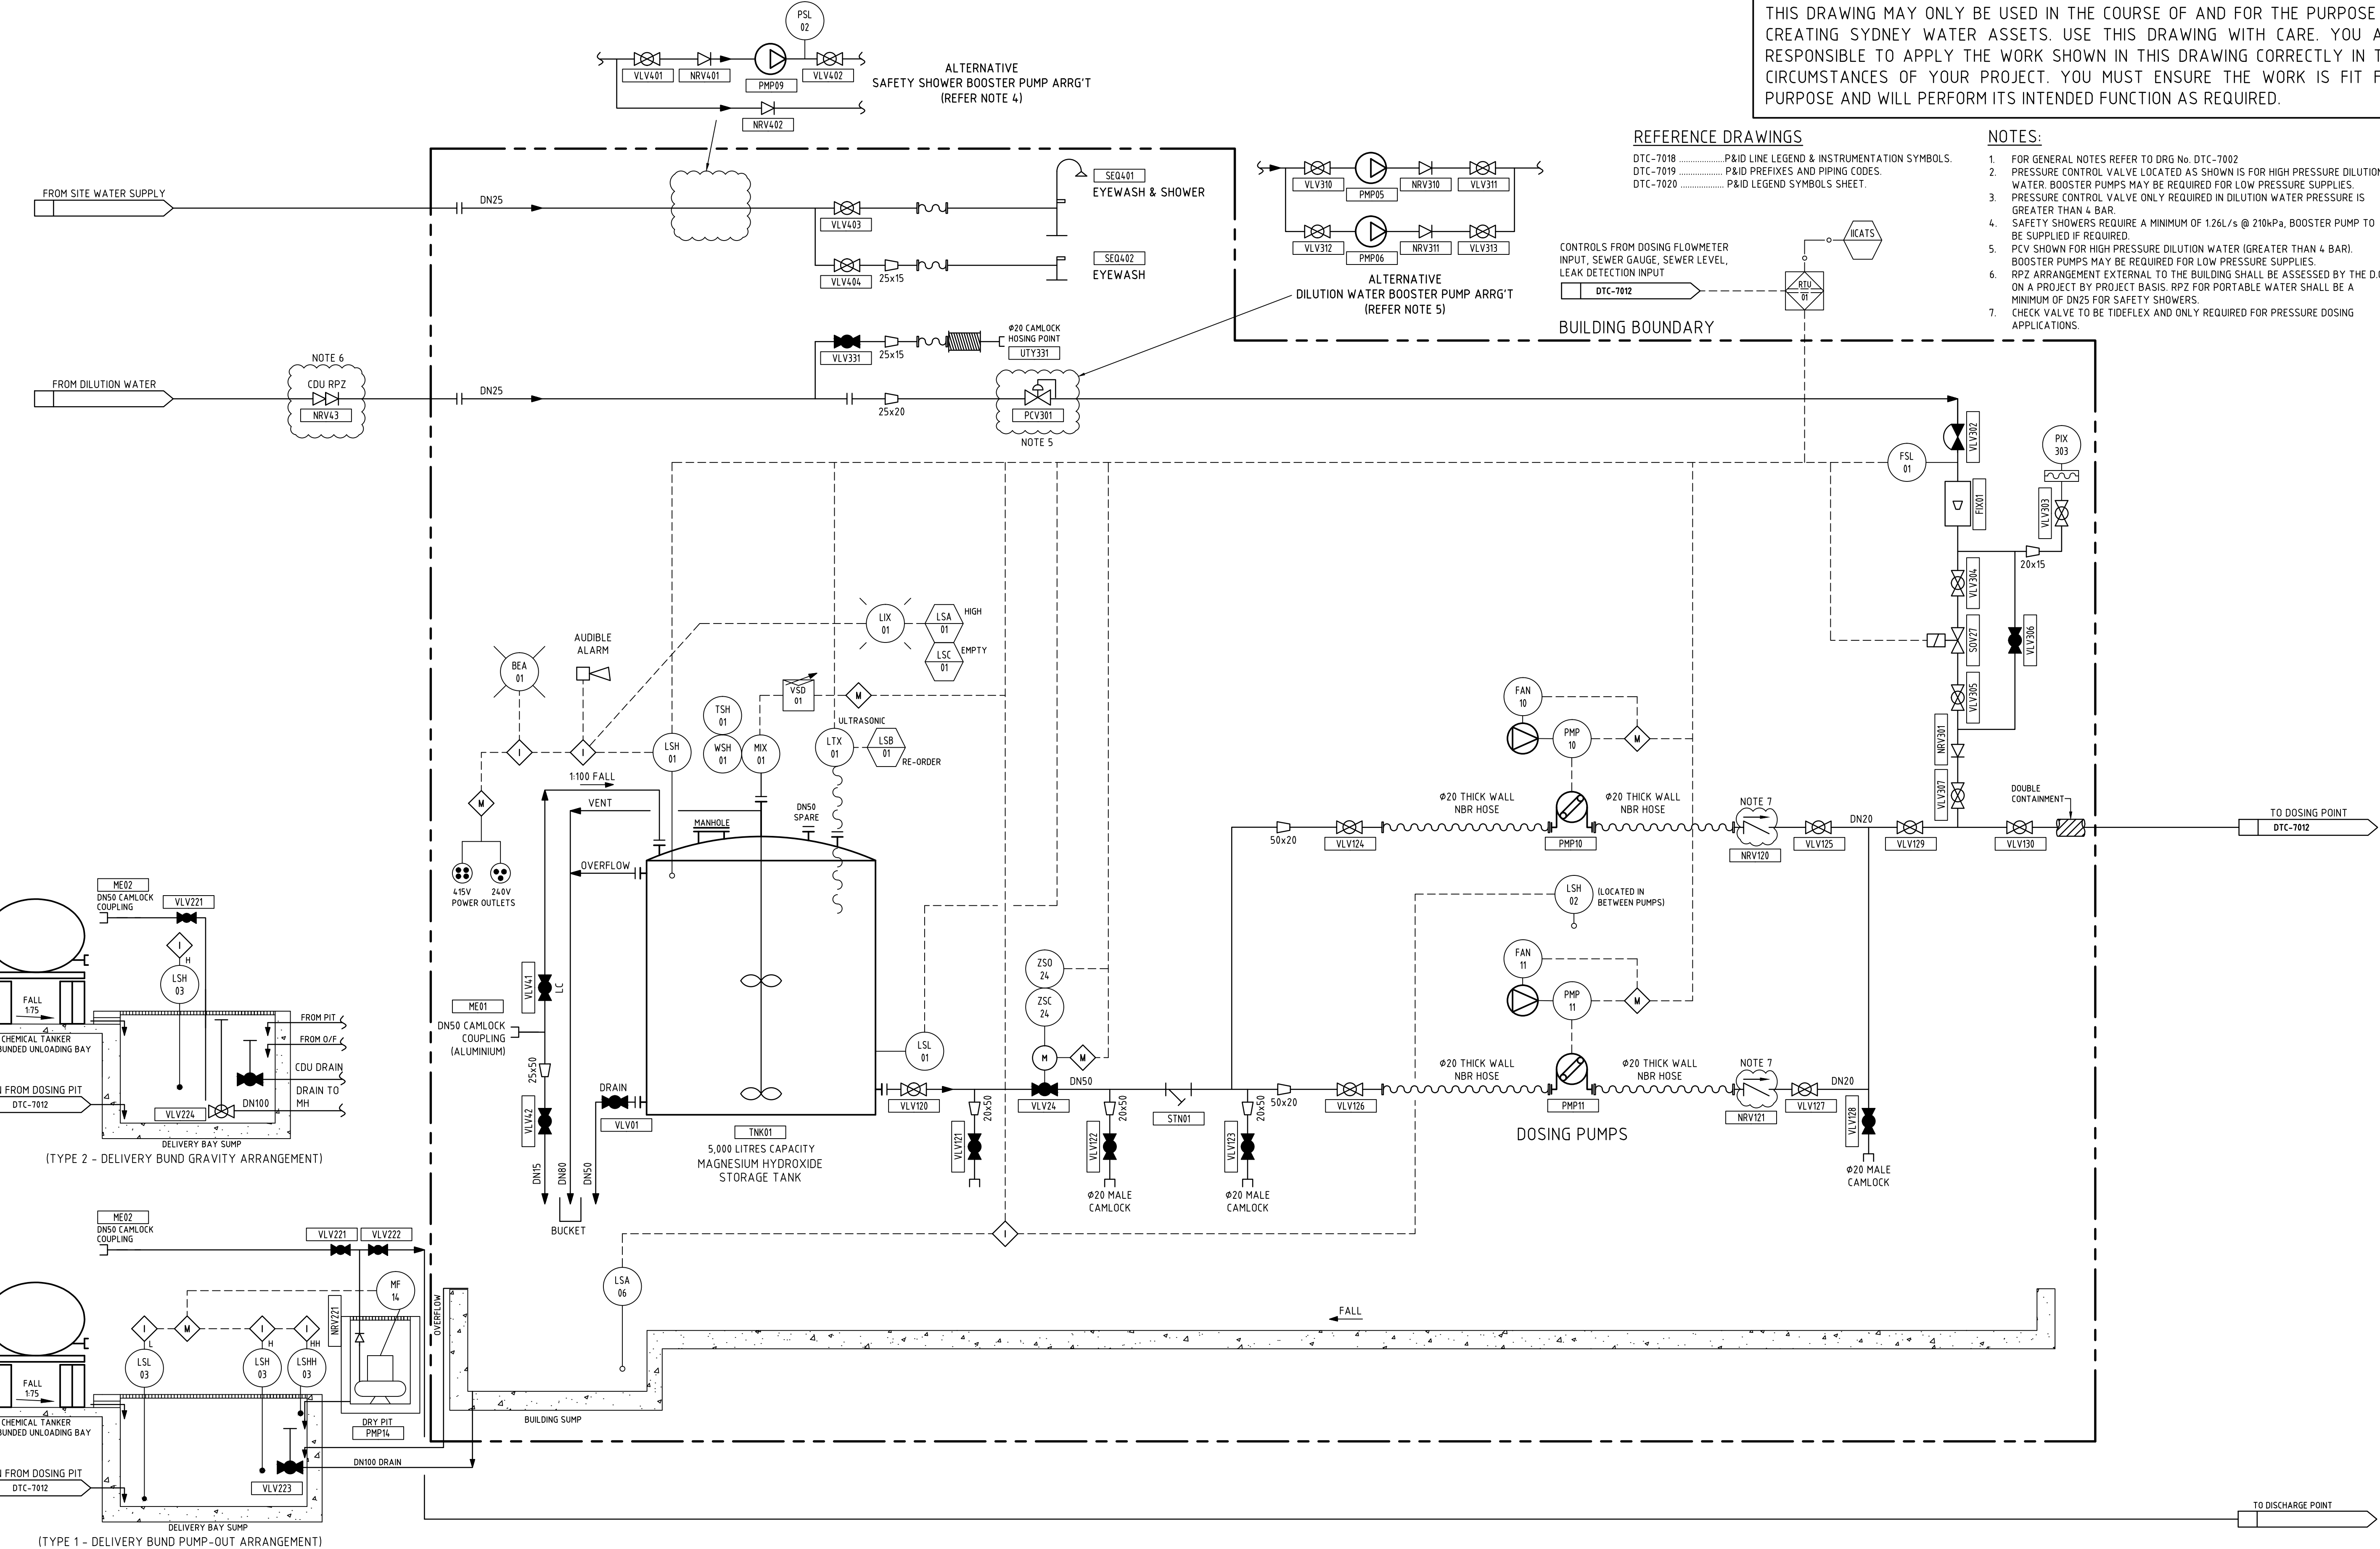 THIS DRAWING MAY ONLY BE USED IN THE COURSE OF AND FOR THE PURPOSE
CREATING SYDNEY WATER ASSETS. USE THIS DRAWING WITH CARE. YOU A
RESPONSIBLE TO APPLY THE WORK SHOWN IN THIS DRAWING CORRECTLY IN T
CIRCUMSTANCES OF YOUR PROJECT. YOU MUST ENSURE THE WORK IS FIT F
PURPOSE AND WILL PERFORM ITS INTENDED FUNCTION AS REQUIRED.
REFERENCE DRAWINGS
DTC-7018 ...................P&ID LINE LEGEND & INSTRUMENTATION SYMBOLS.
DTC-7019 .................. P&ID PREFIXES AND PIPING CODES.
DTC-7020 .................. P&ID LEGEND SYMBOLS SHEET.
NOTES:
1. FOR GENERAL NOTES REFER TO DRG No. DTC-7002
2. PRESSURE CONTROL VALVE LOCATED AS SHOWN IS FOR HIGH PRESSURE DILUTION
WATER. BOOSTER PUMPS MAY BE REQUIRED FOR LOW PRESSURE SUPPLIES.
3. PRESSURE CONTROL VALVE ONLY REQUIRED IN DILUTION WATER PRESSURE IS
GREATER THAN 4 BAR.
4. SAFETY SHOWERS REQUIRE A MINIMUM OF 1.26L/s @ 210kPa, BOOSTER PUMP TO
BE SUPPLIED IF REQUIRED.
5. PCV SHOWN FOR HIGH PRESSURE DILUTION WATER (GREATER THAN 4 BAR).
BOOSTER PUMPS MAY BE REQUIRED FOR LOW PRESSURE SUPPLIES.
6. RPZ ARRANGEMENT EXTERNAL TO THE BUILDING SHALL BE ASSESSED BY THE D.
ON A PROJECT BY PROJECT BASIS. RPZ FOR PORTABLE WATER SHALL BE A
MINIMUM OF DN25 FOR SAFETY SHOWERS.
7. CHECK VALVE TO BE TIDEFLEX AND ONLY REQUIRED FOR PRESSURE DOSING
APPLICATIONS.
PSL
02
VLV401
NRV401
PMP09
VLV402
NRV402
ALTERNATIVE
SAFETY SHOWER BOOSTER PUMP ARRG'T
(REFER NOTE 4)
FROM SITE WATER SUPPLY
DN25
VLV403
SEQ401
EYEWASH & SHOWER
VLV404
25x15
SEQ402
EYEWASH
VLV310
PMP05
NRV310
VLV311
VLV312
PMP06
NRV311
VLV313
ALTERNATIVE
DILUTION WATER BOOSTER PUMP ARRG'T
(REFER NOTE 5)
CONTROLS FROM DOSING FLOWMETER
INPUT, SEWER GAUGE, SEWER LEVEL,
LEAK DETECTION INPUT
DTC-7012
IICATS
RTU
01
BUILDING BOUNDARY
FROM DILUTION WATER
NOTE 6
CDU RPZ
NRV43
DN25
VLV331
25x15
Ø20 CAMLOCK
HOSING POINT
UTY331
25x20
PCV301
NOTE 5
VLV302
FSL
01
FIX01
PIX
303
VLV303
20x15
VLV304
SOV27
VLV306
VLV305
NRV301
VLV307
DOUBLE
CONTAINMENT
TO DOSING POINT
DTC-7012
BEA
01
AUDIBLE
ALARM
LIX
01
LSA
01
HIGH
LSC
01
EMPTY
VSD
01
M
TSH
01
WSH
01
MIX
01
LSH
01
ULTRASONIC
LTX
01
LSB
01
RE-ORDER
I
I
M
415V
240V
POWER OUTLETS
1:100 FALL
VENT
MANHOLE
DN50
SPARE
OVERFLOW
VLV41
LC
ME01
DN50 CAMLOCK
COUPLING
(ALUMINIUM)
25x50
VLV42
DRAIN
VLV01
DN15
DN80
DN50
BUCKET
TNK01
5,000 LITRES CAPACITY
MAGNESIUM HYDROXIDE
STORAGE TANK
LSL
01
VLV120
VLV121
20x50
ZSO
24
ZSC
24
M
M
VLV24
DN50
VLV122
20x50
Ø20 MALE
CAMLOCK
STN01
VLV123
20x50
Ø20 MALE
CAMLOCK
50x20
VLV124
Ø20 THICK WALL
NBR HOSE
FAN
10
PMP
10
M
PMP10
Ø20 THICK WALL
NBR HOSE
NOTE 7
NRV120
VLV125
DN20
VLV129
VLV130
LSH
02
(LOCATED IN
BETWEEN PUMPS)
FAN
11
PMP
11
M
50x20
VLV126
Ø20 THICK WALL
NBR HOSE
PMP11
Ø20 THICK WALL
NBR HOSE
NOTE 7
NRV121
VLV127
DN20
VLV128
Ø20 MALE
CAMLOCK
DOSING PUMPS
I
LSA
06
FALL
BUILDING SUMP
ME02
DN50 CAMLOCK
COUPLING
VLV221
I
H
LSH
03
FALL
1:75
CHEMICAL TANKER
BUNDED UNLOADING BAY
FROM PIT
FROM O/F
CDU DRAIN
DRAIN TO
MH
DN100
VLV224
FROM DOSING PIT
DTC-7012
DELIVERY BAY SUMP
(TYPE 2 - DELIVERY BUND GRAVITY ARRANGEMENT)
ME02
DN50 CAMLOCK
COUPLING
VLV221
VLV222
MF
14
NRV221
OVERFLOW
I
L
M
I
H
I
HH
LSL
03
LSH
03
LSHH
03
FALL
1:75
CHEMICAL TANKER
BUNDED UNLOADING BAY
DRY PIT
PMP14
DN100 DRAIN
FROM DOSING PIT
DTC-7012
VLV223
DELIVERY BAY SUMP
(TYPE 1 - DELIVERY BUND PUMP-OUT ARRANGEMENT)
TO DISCHARGE POINT